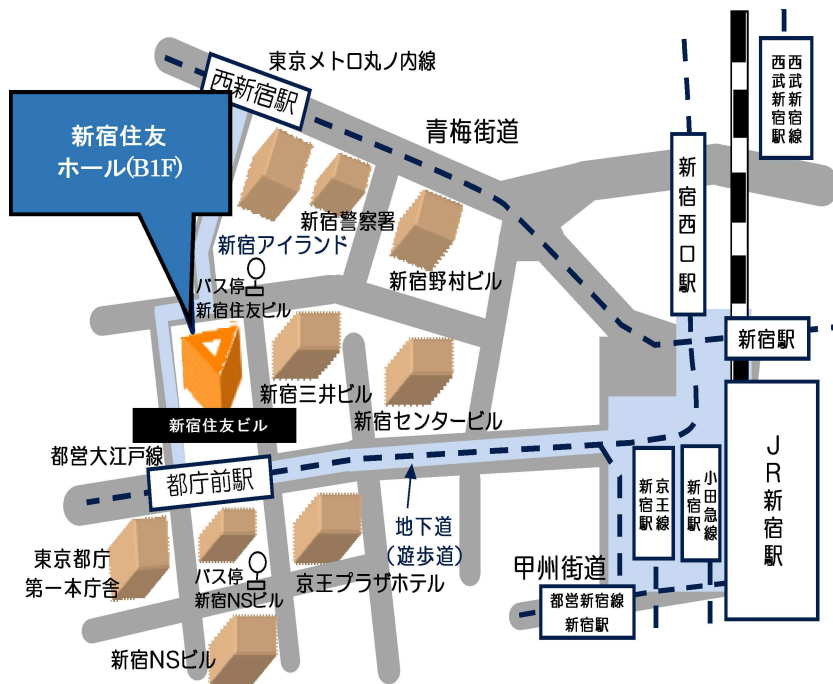 東京メトロ丸ノ内線
西新宿駅
青梅街道
西武新宿線
西武新宿駅
新宿住友
ホール(B1F)
新宿警察署
新宿アイランド
新宿野村ビル
新宿西口駅
バス停
新宿住友ビル
新宿駅
新宿三井ビル
新宿センタービル
新宿住友ビル
都営大江戸線
都庁前駅
JR新宿駅
京王線
新宿駅
小田急線
新宿駅
地下道
(遊歩道)
東京都庁
第一本庁舎
バス停
新宿NSビル
京王プラザホテル
甲州街道
都営新宿線
新宿駅
新宿NSビル